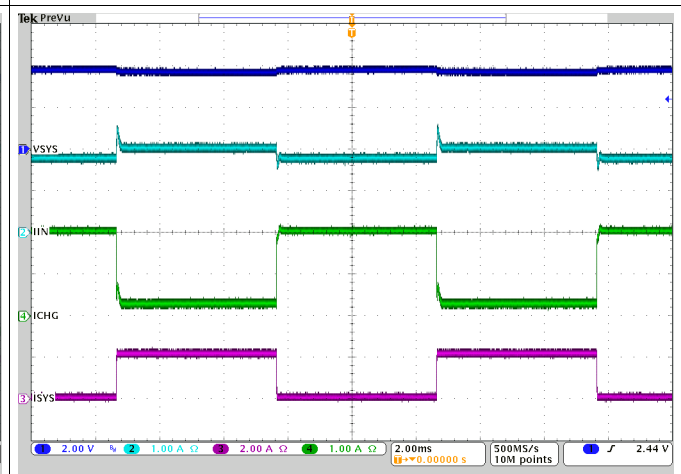 Tek PreVu
T
T
1 VSYS
2 IIN
4 ICHG
3 ISYS
1 2.00 V 2 1.00 A Ω 3 2.00 A Ω 4 1.00 A Ω
2.00ms
T→▼0.00000 s
500MS/s
10M points
1 2.44 V